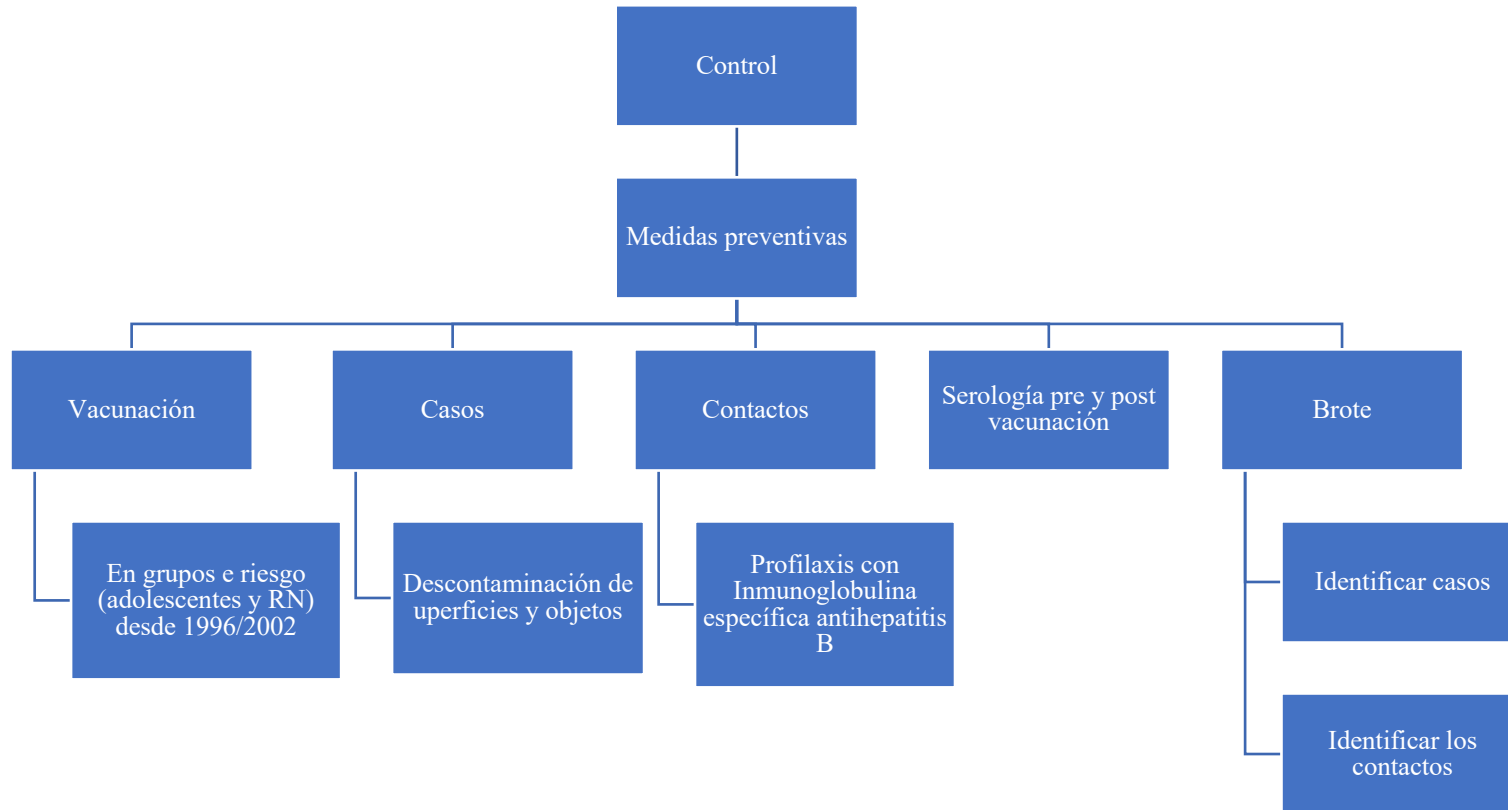 Control
Medidas preventivas
Vacunación
Casos
Contactos
Serología pre y post
vacunación
Brote
En grupos e riesgo
(adolescentes y RN)
desde 1996/2002
Descontaminación de
uperficies y objetos
Profilaxis con
Inmunoglobulina
específica antihepatitis
B
Identificar casos
Identificar los
contactos